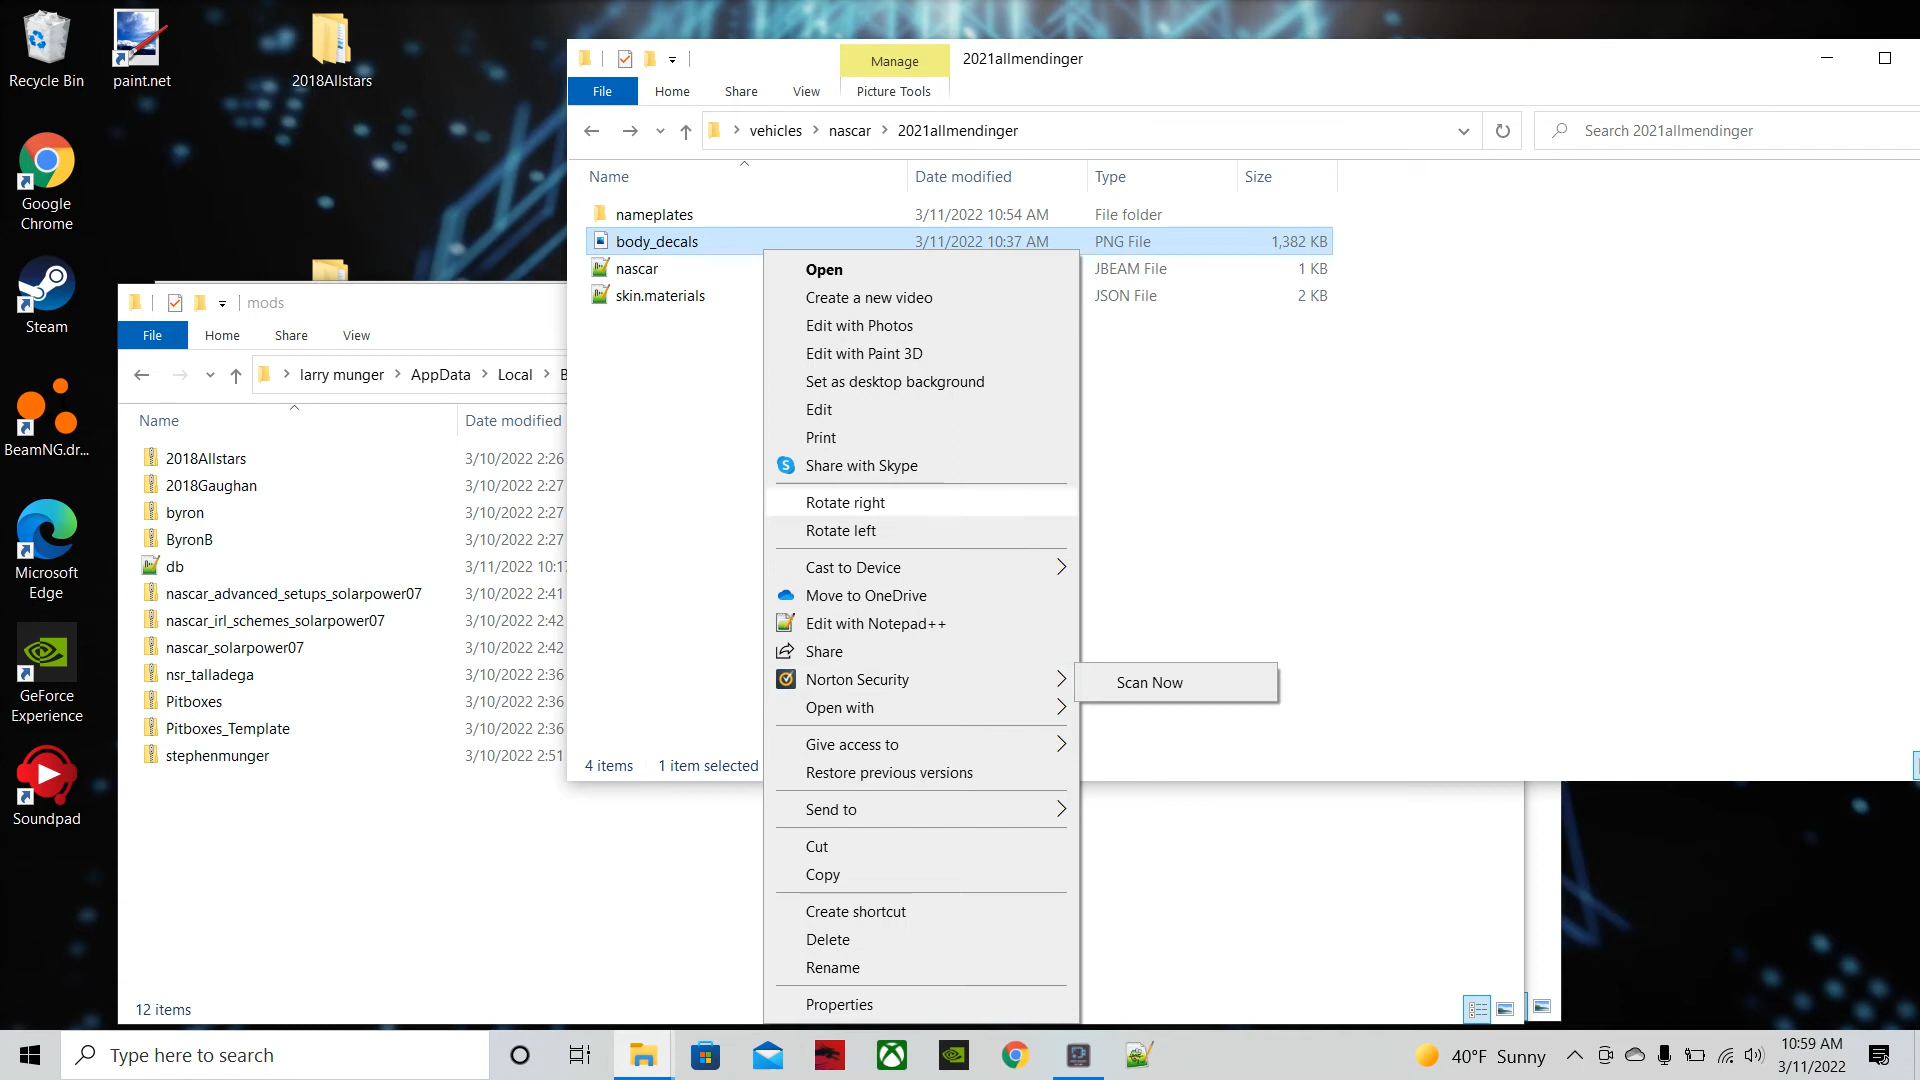 Recycle Bin
paint.net
2018Allstars
Google
Chrome
Steam
BeamNG.dr...
Microsoft
Edge
GeForce
Experience
Soundpad
Manage
2021allmendinger
File
Home
Share
View
Picture Tools
vehicles
nascar
2021allmendinger
Search 2021allmendinger
Name
Date modified
Type
Size
nameplates
3/11/2022 10:54 AM
File folder
body_decals
3/11/2022 10:37 AM
PNG File
1,382 KB
nascar
JBEAM File
1 KB
skin.materials
JSON File
2 KB
4 items
1 item selected
mods
File
Home
Share
View
larry munger
AppData
Local
B
Name
Date modified
2018Allstars
3/10/2022 2:26
2018Gaughan
3/10/2022 2:27
byron
3/10/2022 2:27
ByronB
3/10/2022 2:27
db
3/11/2022 10:17
nascar_advanced_setups_solarpower07
3/10/2022 2:41
nascar_irl_schemes_solarpower07
3/10/2022 2:42
nascar_solarpower07
3/10/2022 2:42
nsr_talladega
3/10/2022 2:36
Pitboxes
3/10/2022 2:36
Pitboxes_Template
3/10/2022 2:36
stephenmunger
3/10/2022 2:51
12 items
Open
Create a new video
Edit with Photos
Edit with Paint 3D
Set as desktop background
Edit
Print
Share with Skype
Rotate right
Rotate left
Cast to Device
Move to OneDrive
Edit with Notepad++
Share
Norton Security
Scan Now
Open with
Give access to
Restore previous versions
Send to
Cut
Copy
Create shortcut
Delete
Rename
Properties
Type here to search
40°F Sunny
10:59 AM
3/11/2022